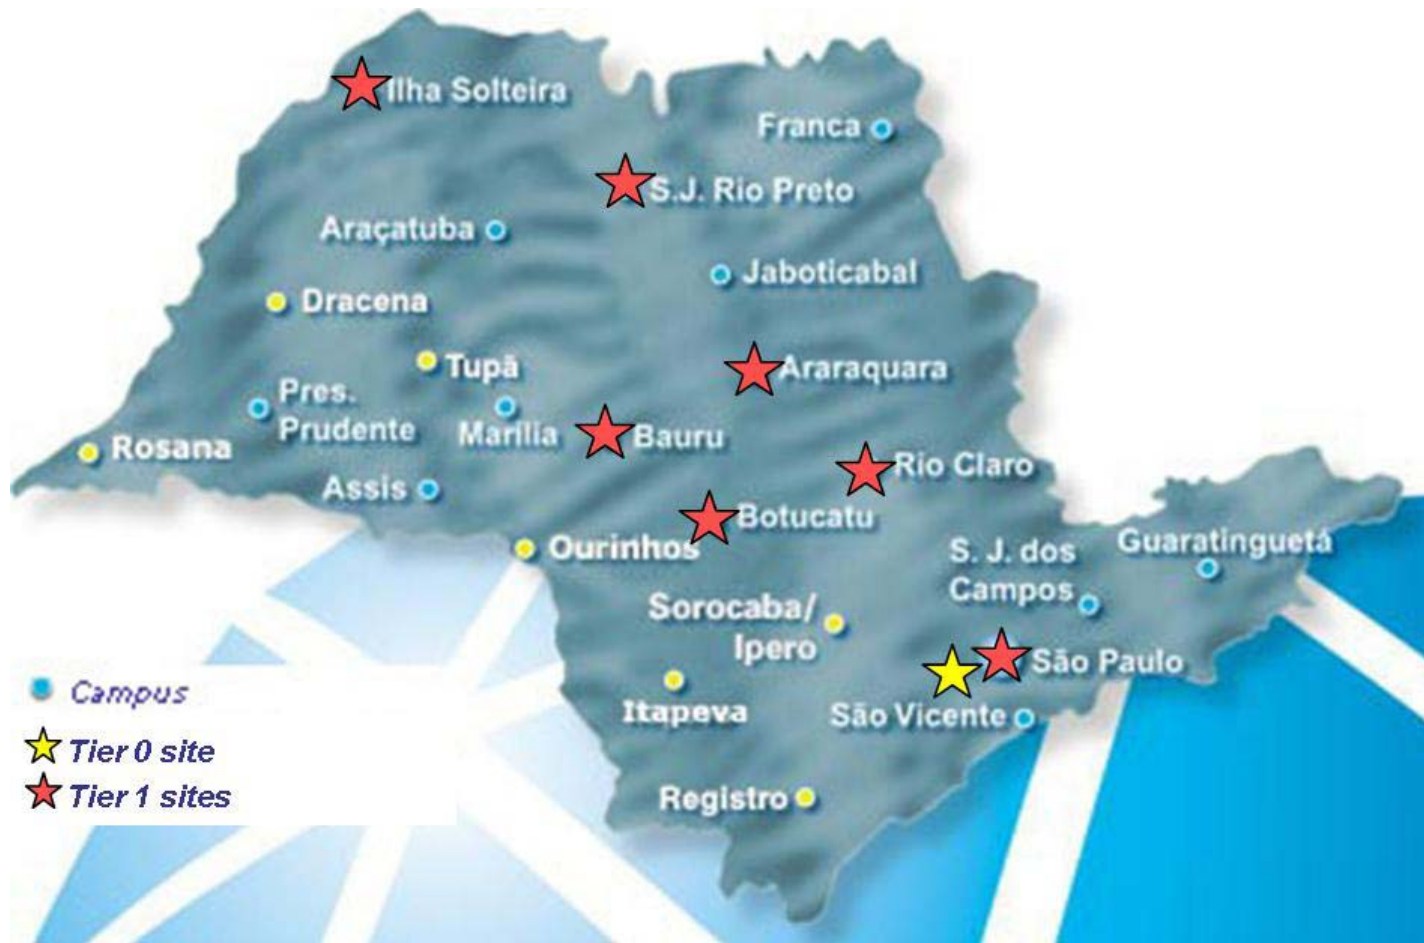 Ilha Solteira
Franca
S.J. Rio Preto
Araçatuba
Jaboticabal
Dracena
Tupã
Araraquara
Pres.
Prudente
Marília
Bauru
Rosana
Rio Claro
Assis
Botucatu
Ourinhos
S. J. dos
Campos
Guaratinguetá
Sorocaba/
Ipero
São Paulo
Itapeva
São Vicente
Registro
Campus
Tier 0 site
Tier 1 sites